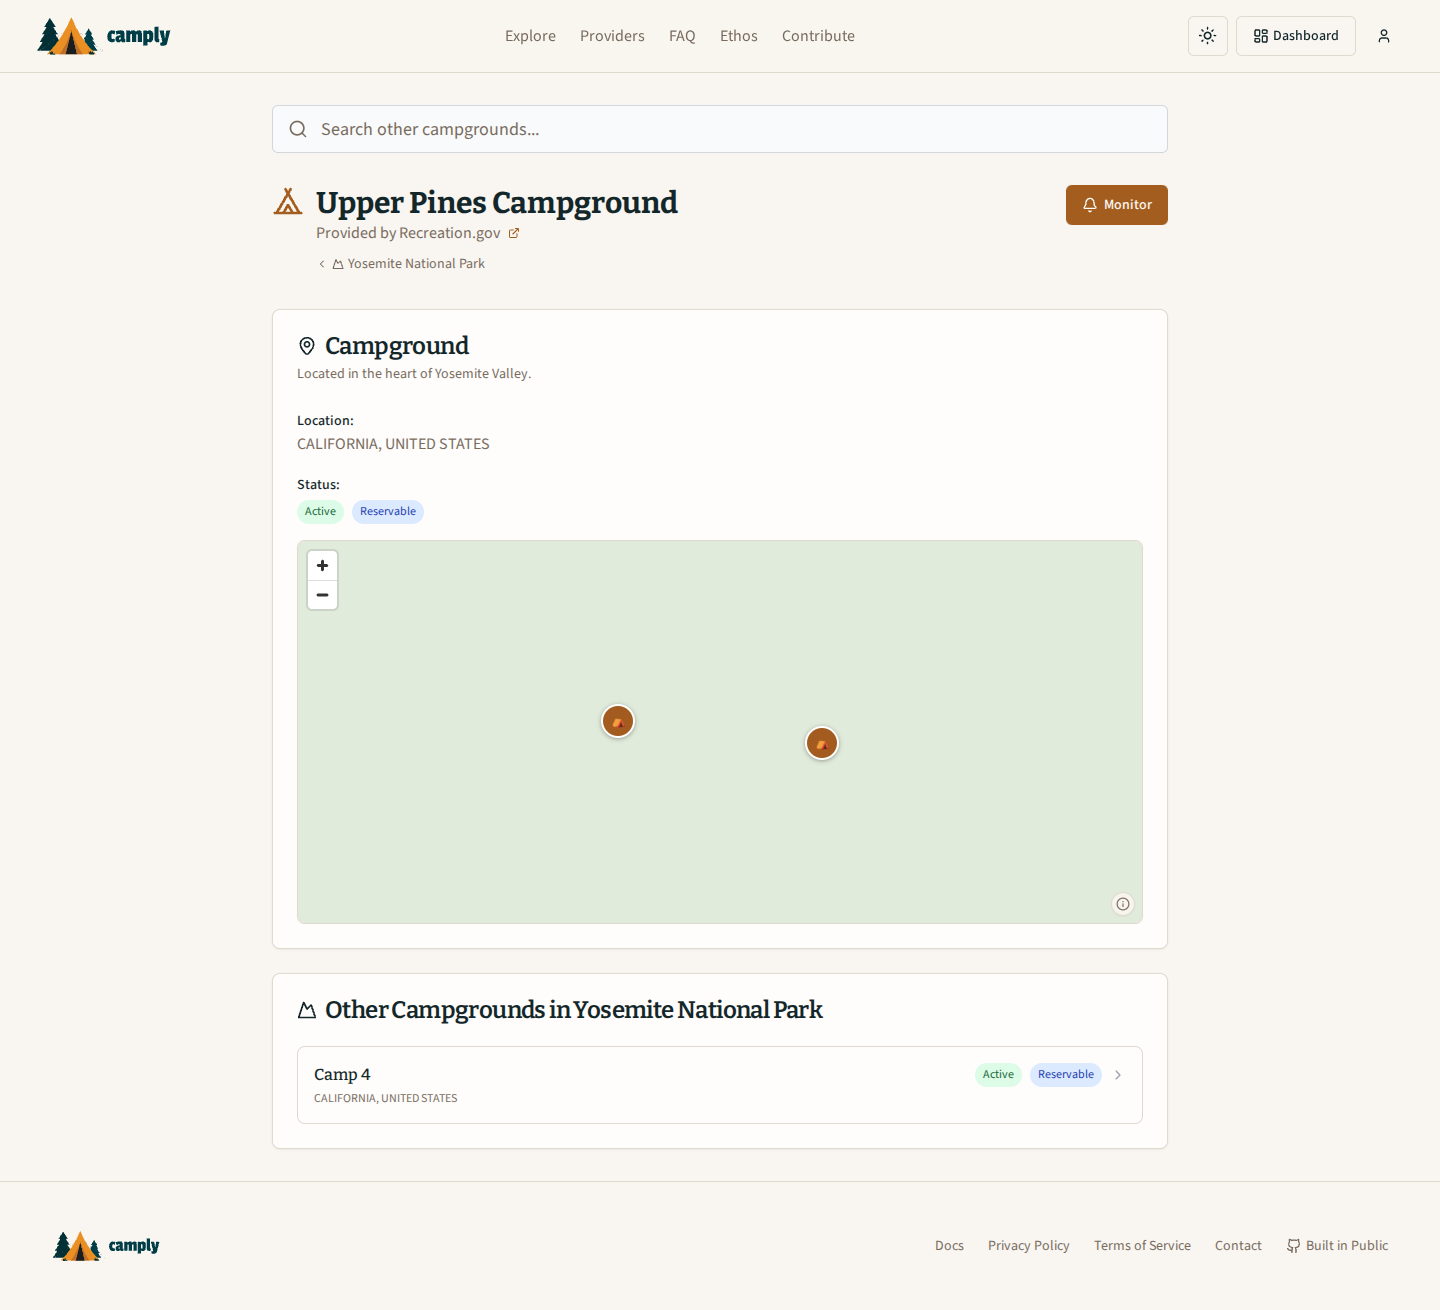 camply
Explore
Providers
FAQ
Ethos
Contribute
Dashboard
Search other campgrounds...
Upper Pines Campground
Monitor
Provided by Recreation.gov
Yosemite National Park
Campground
Located in the heart of Yosemite Valley.
Location:
CALIFORNIA, UNITED STATES
Status:
Active
Reservable
Other Campgrounds in Yosemite National Park
Camp 4
Active
Reservable
CALIFORNIA, UNITED STATES
camply
Docs
Privacy Policy
Terms of Service
Contact
Built in Public